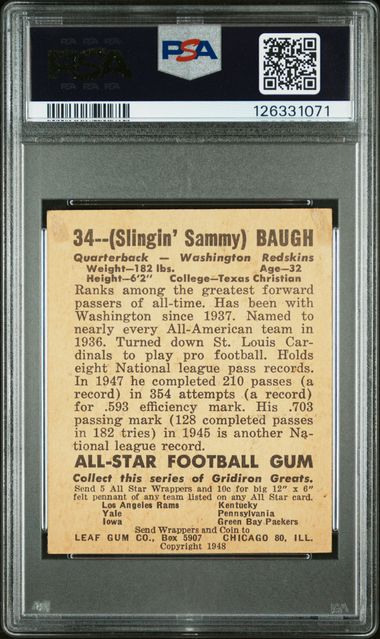 PSA
PSA
126331071
34--(Slingin' Sammy) BAUGH
Quarterback — Washington Redskins
Weight—182 lbs. Age—32
Height—6'2" College—Texas Christian
Ranks among the greatest forward
passers of all-time. Has been with
Washington since 1937. Named to
nearly every All-American team in
1936. Turned down St. Louis Car-
dinals to play pro football. Holds
eight National league pass records.
In 1947 he completed 210 passes (a
record) in 354 attempts (a record)
for .593 efficiency mark. His .703
passing mark (128 completed passes
in 182 tries) in 1945 is another Na-
tional league record.
ALL-STAR FOOTBALL GUM
Collect this series of Gridiron Greats.
Send 5 All Star Wrappers and 10c for big 12" x 6"
felt pennant of any team listed on any All Star card.
Los Angeles Rams Kentucky
Yale Pennsylvania
Iowa Green Bay Packers
Send Wrappers and Coin to
LEAF GUM CO., Box 5907 CHICAGO 80, ILL.
Copyright 1948